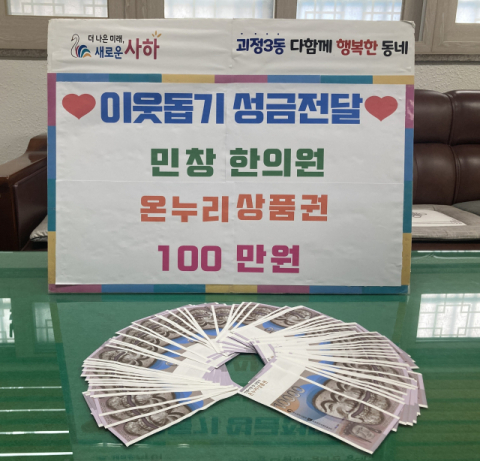 더 나은 미래,
새로운 사하
괴정3동 다함께 행복한 동네
이웃돕기 성금전달
민창 한의원
온누리 상품권
100 만원